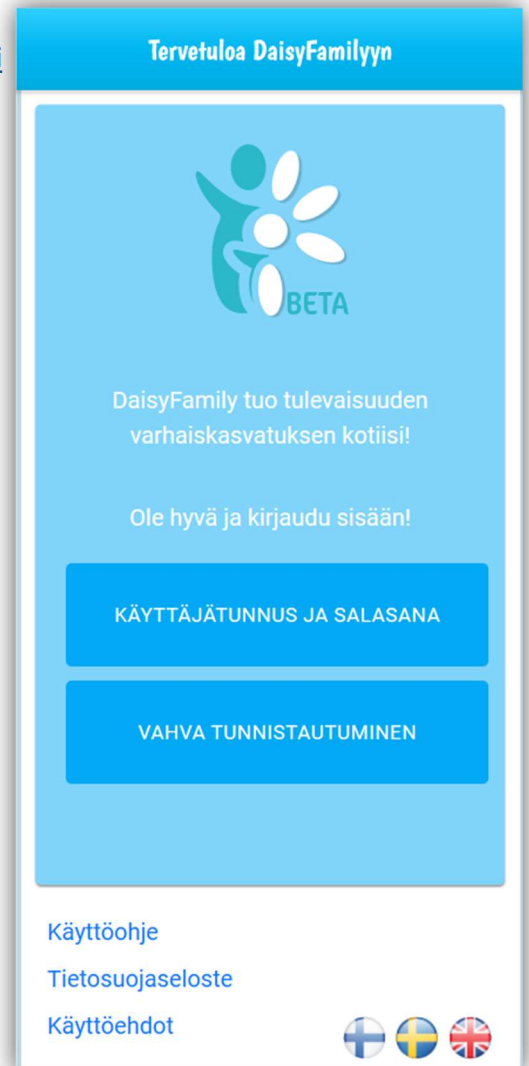 Tervetuloa DaisyFamilyyn
BETA
DaisyFamily tuo tulevaisuuden
varhaiskasvatuksen kotiisi!
Ole hyvä ja kirjaudu sisään!
KÄYTTÄJÄTUNNUS JA SALASANA
VAHVA TUNNISTAUTUMINEN
Käyttöohje
Tietosuojaseloste
Käyttöehdot